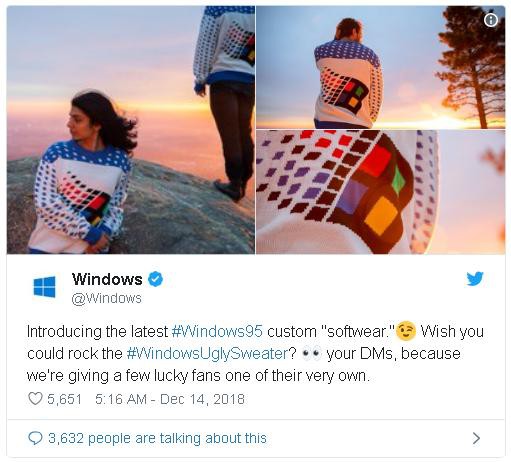 Windows
@Windows
Introducing the latest #Windows95 custom "softwear."😉 Wish you
could rock the #WindowsUglySweater? 👀 your DMs, because
we're giving a few lucky fans one of their very own.
5,651 5:16 AM - Dec 14, 2018
3,632 people are talking about this